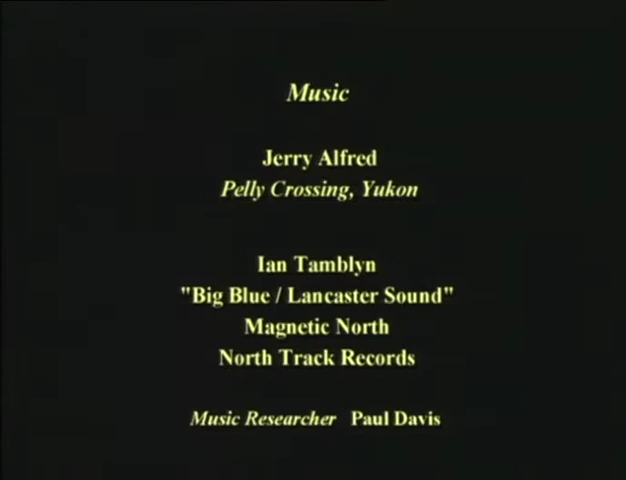 Music
Jerry Alfred
Pelly Crossing, Yukon
Ian Tamblyn
"Big Blue / Lancaster Sound"
Magnetic North
North Track Records
Music Researcher Paul Davis